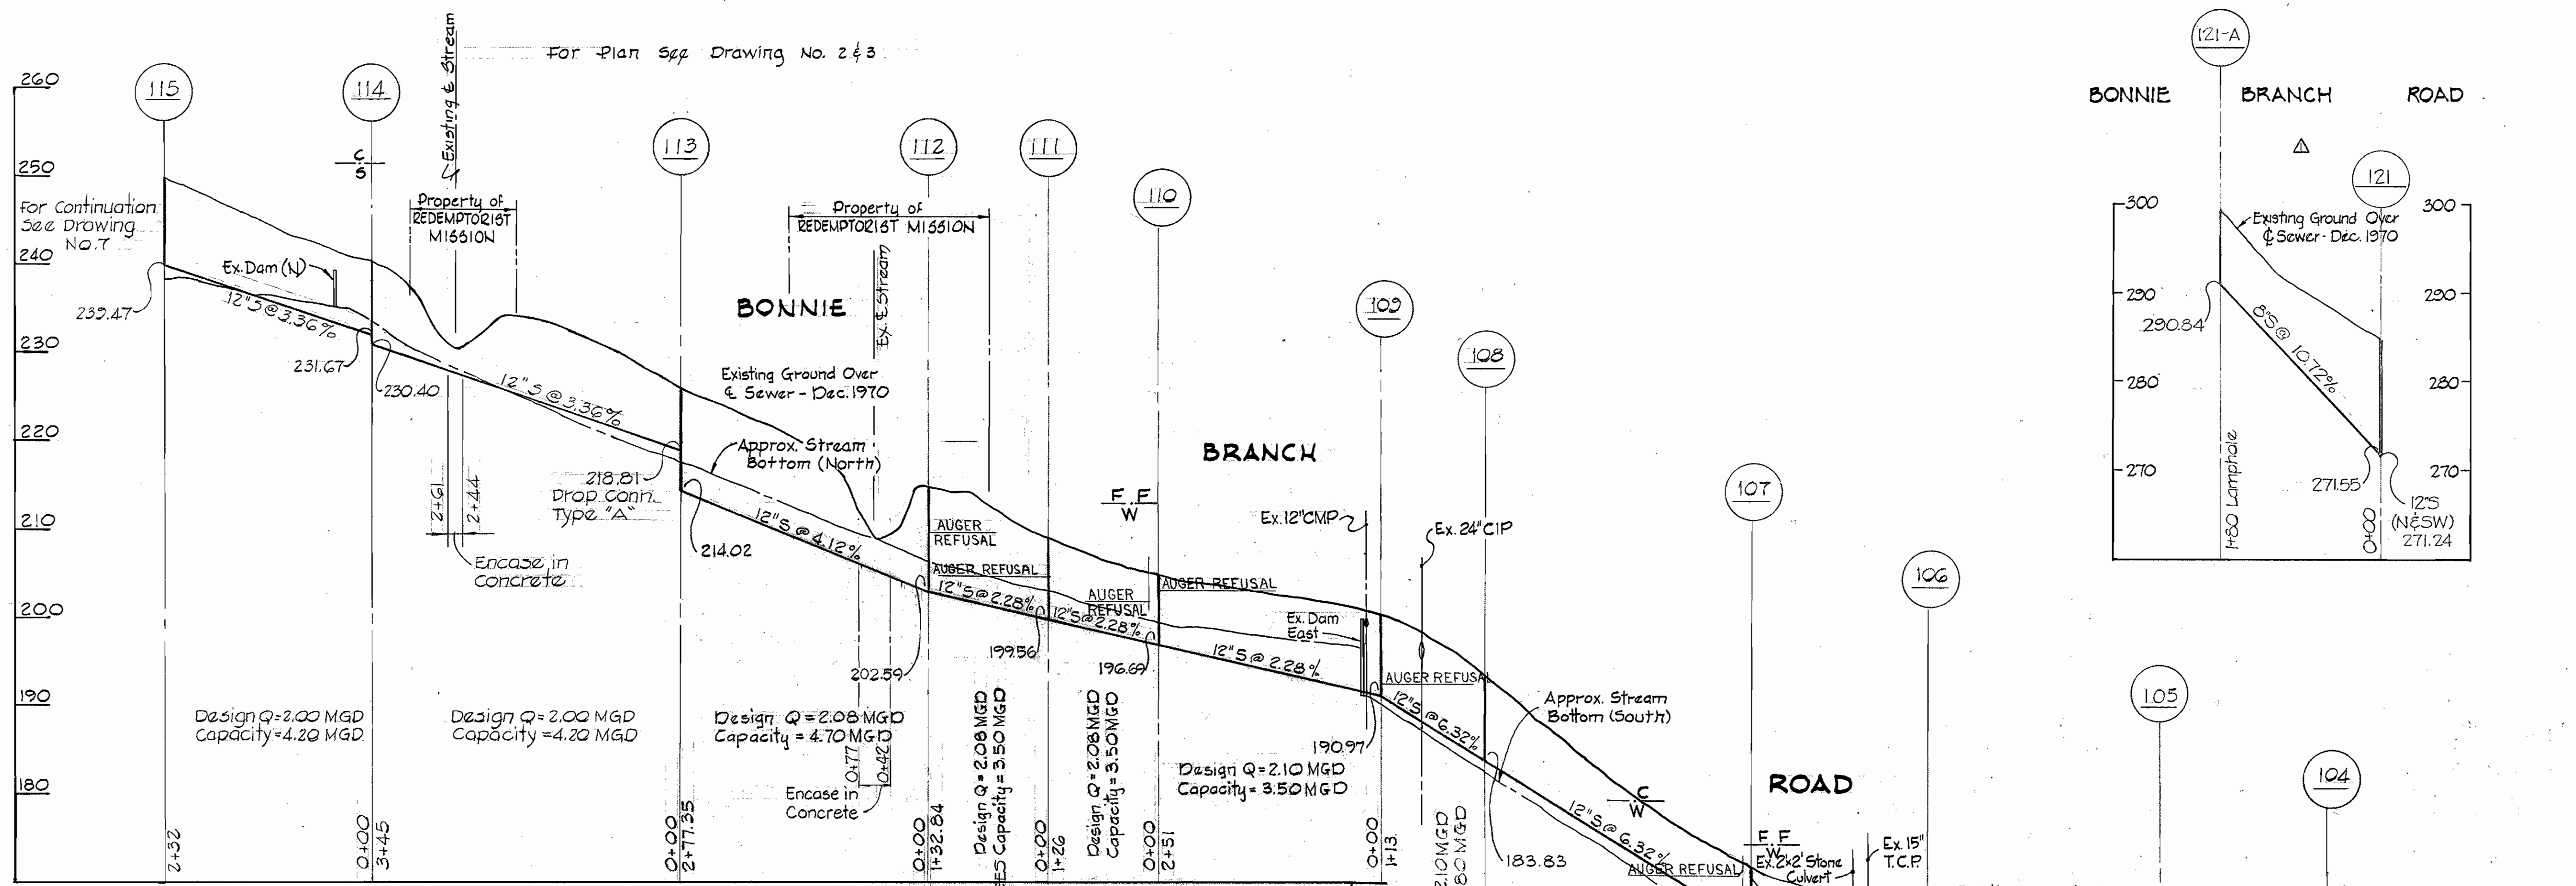 For Plan See Drawing No. 2 & 3
Existing ℄ Stream
260
250
240
230
220
210
200
190
180
115
114
113
112
111
110
109
108
107
106
105
104
C
S
For Continuation
See Drawing
No.7
Property of
REDEMPTORIST
MISSION
Property of
REDEMPTORIST MISSION
Ex. ℄ Stream
Ex. Dam (N)
12"S @ 3.36%
239.47
231.67
230.40
12"S @ 3.36%
BONNIE
Existing Ground Over
℄ Sewer - Dec. 1970
Approx. Stream
Bottom (North)
218.81
Drop Conn.
Type "A"
2+61
2+44
Encase in
Concrete
214.02
12"S @ 4.12%
AUGER
REFUSAL
AUGER REFUSAL
12"S @ 2.28%
202.59
199.56
AUGER
REFUSAL
12"S @ 2.28%
196.69
F.F
W
BRANCH
AUGER REFUSAL
12"S @ 2.28%
Ex. 12"CMP
Ex. Dam
East
Ex. 24"CIP
AUGER REFUSAL
12"S @ 6.32%
190.97
Approx. Stream
Bottom (South)
183.83
12"S @ 6.32%
C
W
ROAD
F.F
W
Ex. 2'x2' Stone
Culvert
Ex. 15"
T.C.P.
AUGER REFUSAL
Design Q=2.00 MGD
Capacity=4.20 MGD
Design Q=2.00 MGD
Capacity=4.20 MGD
Design Q=2.08 MGD
Capacity = 4.70 MGD
0+77
0+42
Encase in
Concrete
Design Q = 2.08 MGD
Capacity = 3.50 MGD
Design Q = 2.08 MGD
Capacity = 3.50 MGD
Design Q=2.10 MGD
Capacity = 3.50 MGD
2.10 MGD
80 MGD
2+32
0+00
3+45
0+00
2+77.35
0+00
1+32.84
0+00
1+26
0+00
2+51
0+00
1+13
121-A
BONNIE BRANCH ROAD
121
300
290
280
270
300
290
280
270
Existing Ground Over
℄ Sewer - Dec. 1970
290.84
8"S @ 10.72%
271.55
12"S
(N&SW)
271.24
1+80 Lamphole
0+00